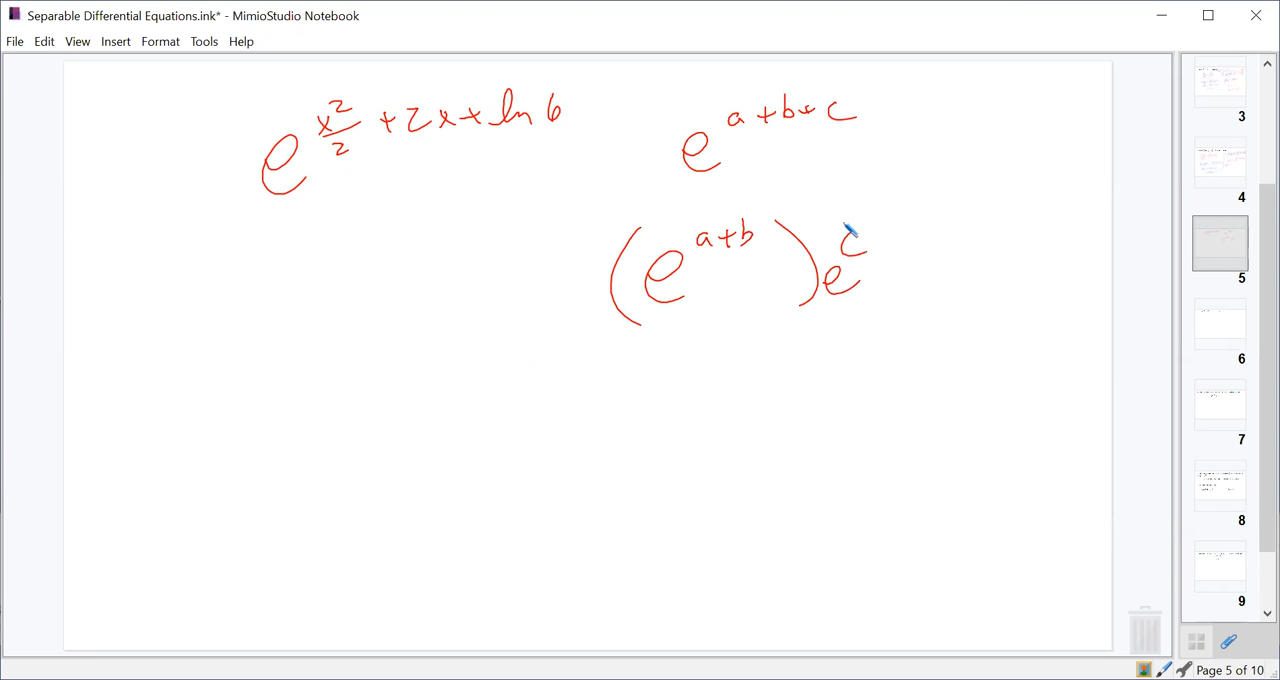 Separable Differential Equations.ink* - MimioStudio Notebook
File Edit View Insert Format Tools Help
e^(x²/2 + 2x + ln 6)
e^(a+b+c)
(e^(a+b))e^c
3
4
5
6
7
8
9
Page 5 of 10